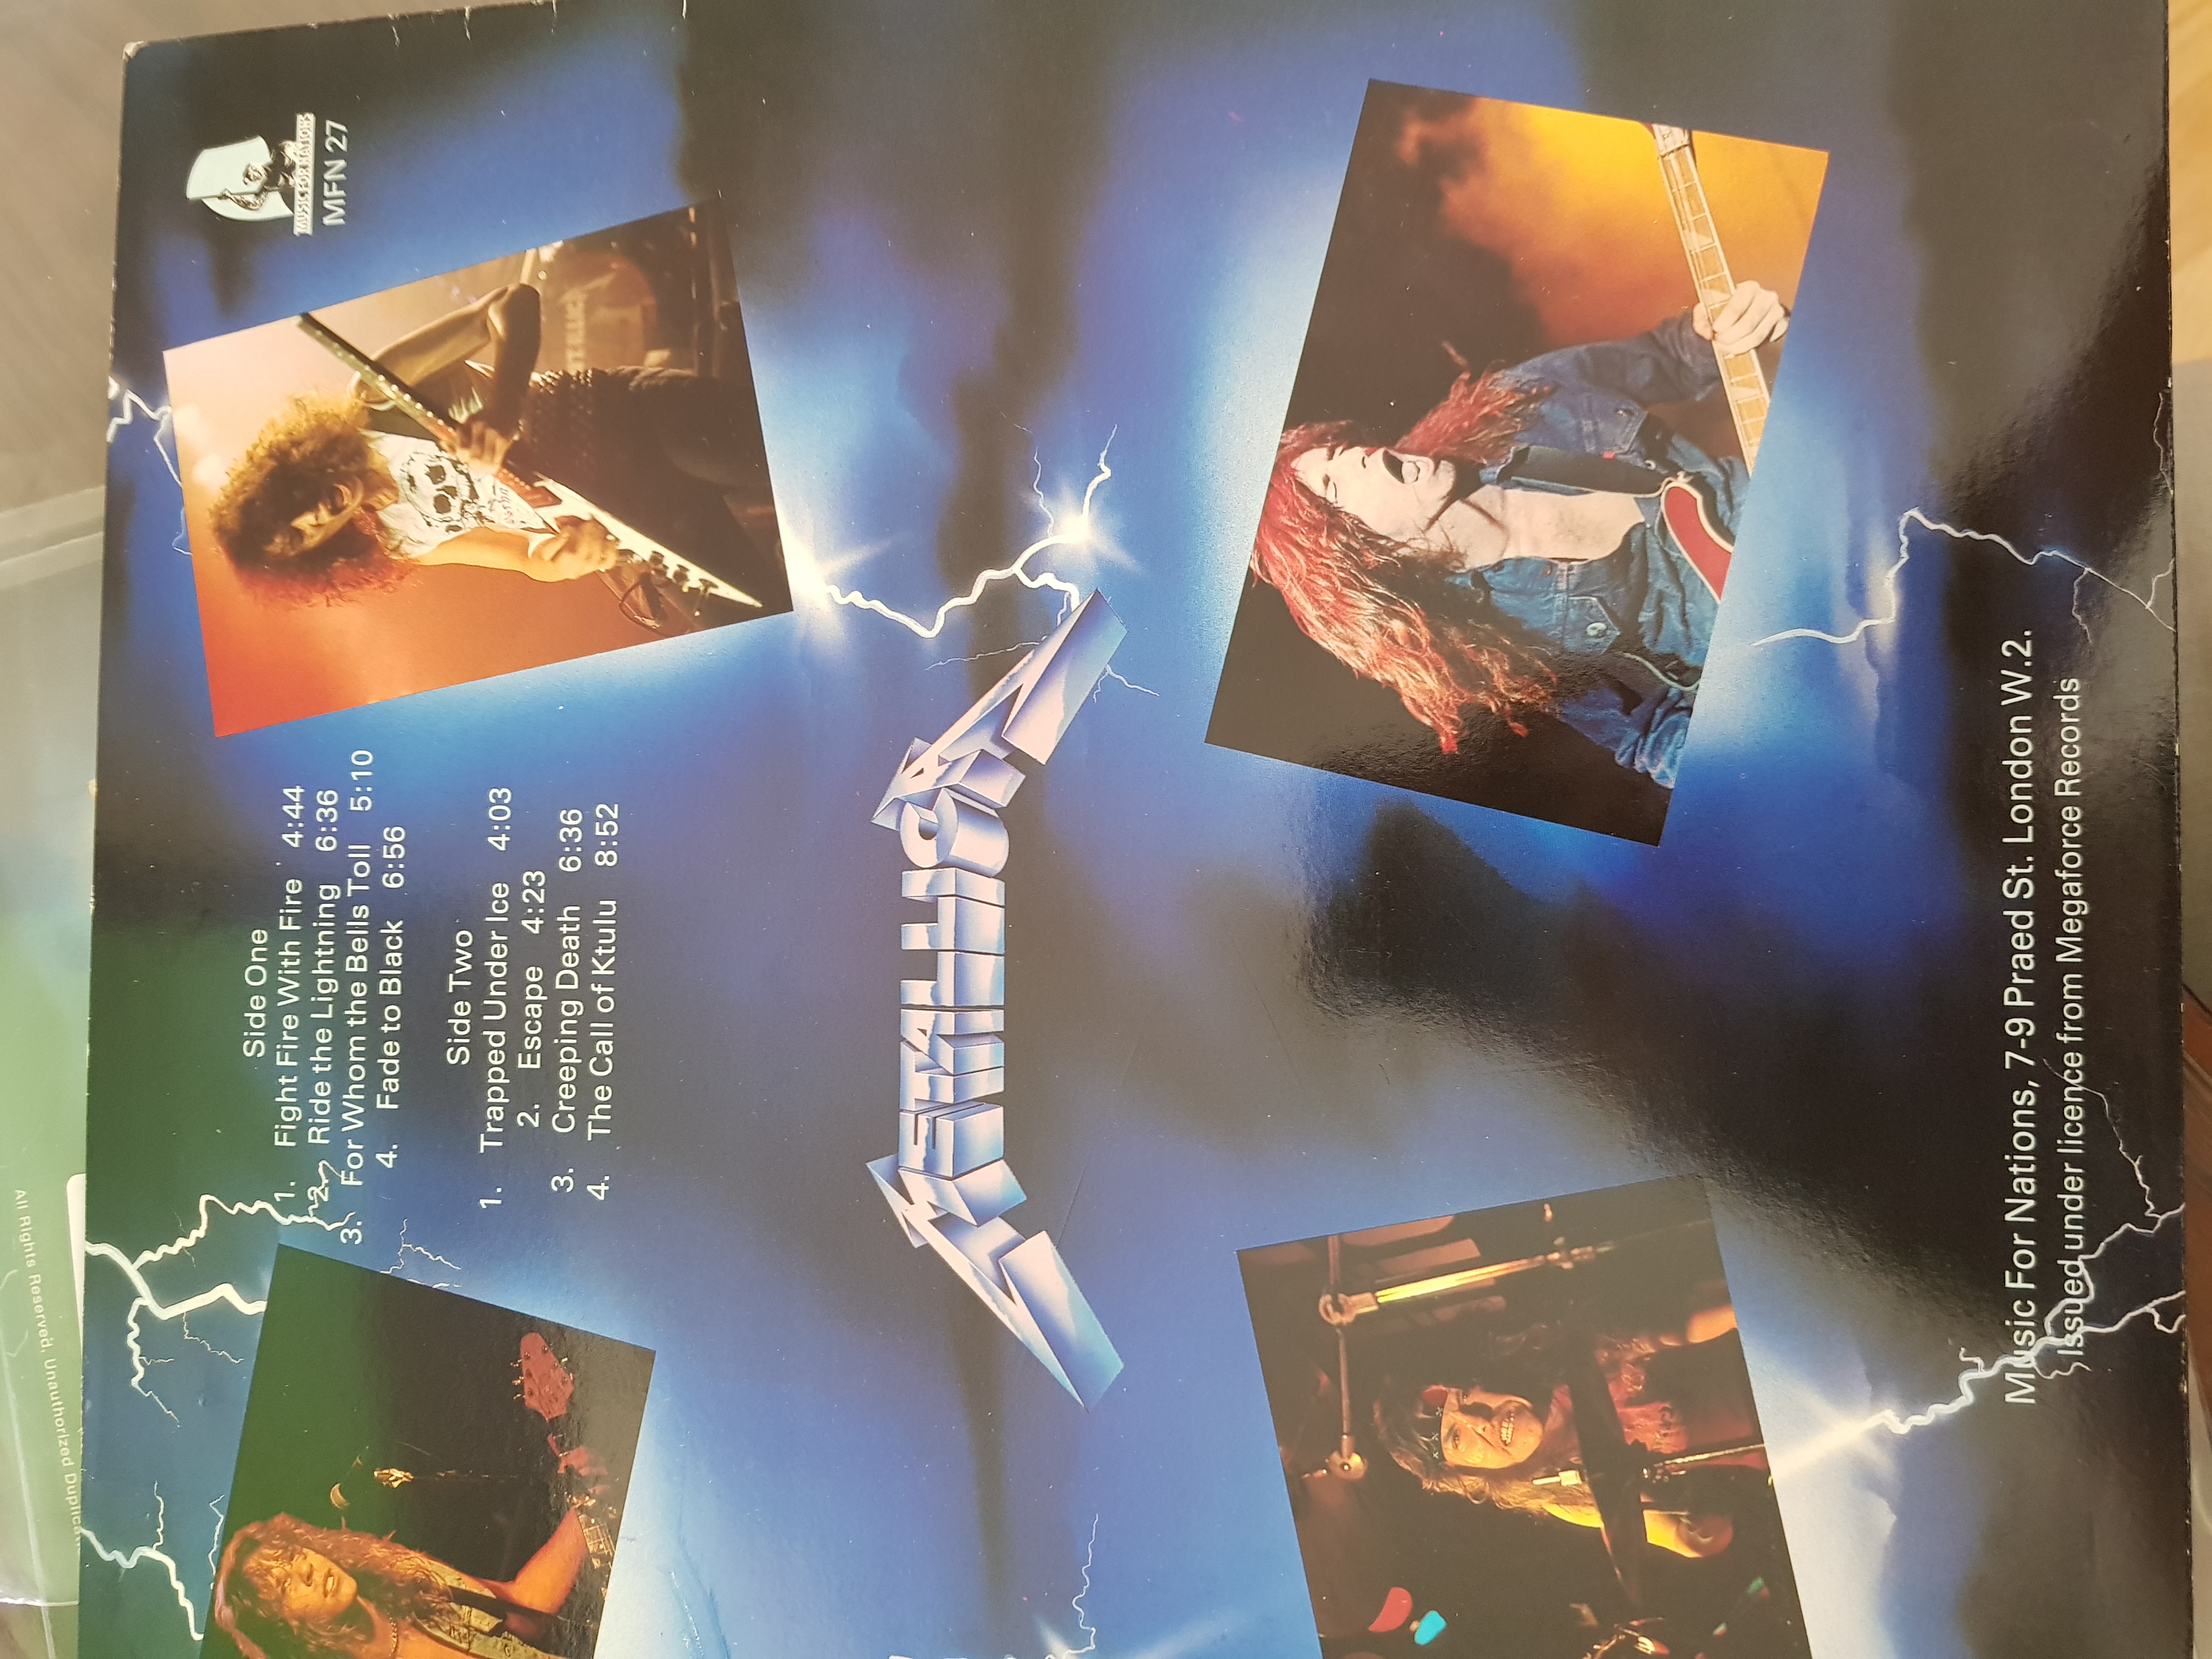 All Rights Reserved. Unauthorized
Side One
1. Fight Fire With Fire 4:44
2. Ride the Lightning 6:36
3. For Whom the Bells Toll 5:10
4. Fade to Black 6:56
Side Two
1. Trapped Under Ice 4:03
2. Escape 4:23
3. Creeping Death 6:36
4. The Call of Ktulu 8:52
MUSIC FOR NATIONS
MFN 27
METALLICA
Music For Nations, 7-9 Praed St. London W.2.
Issued under licence from Megaforce Records